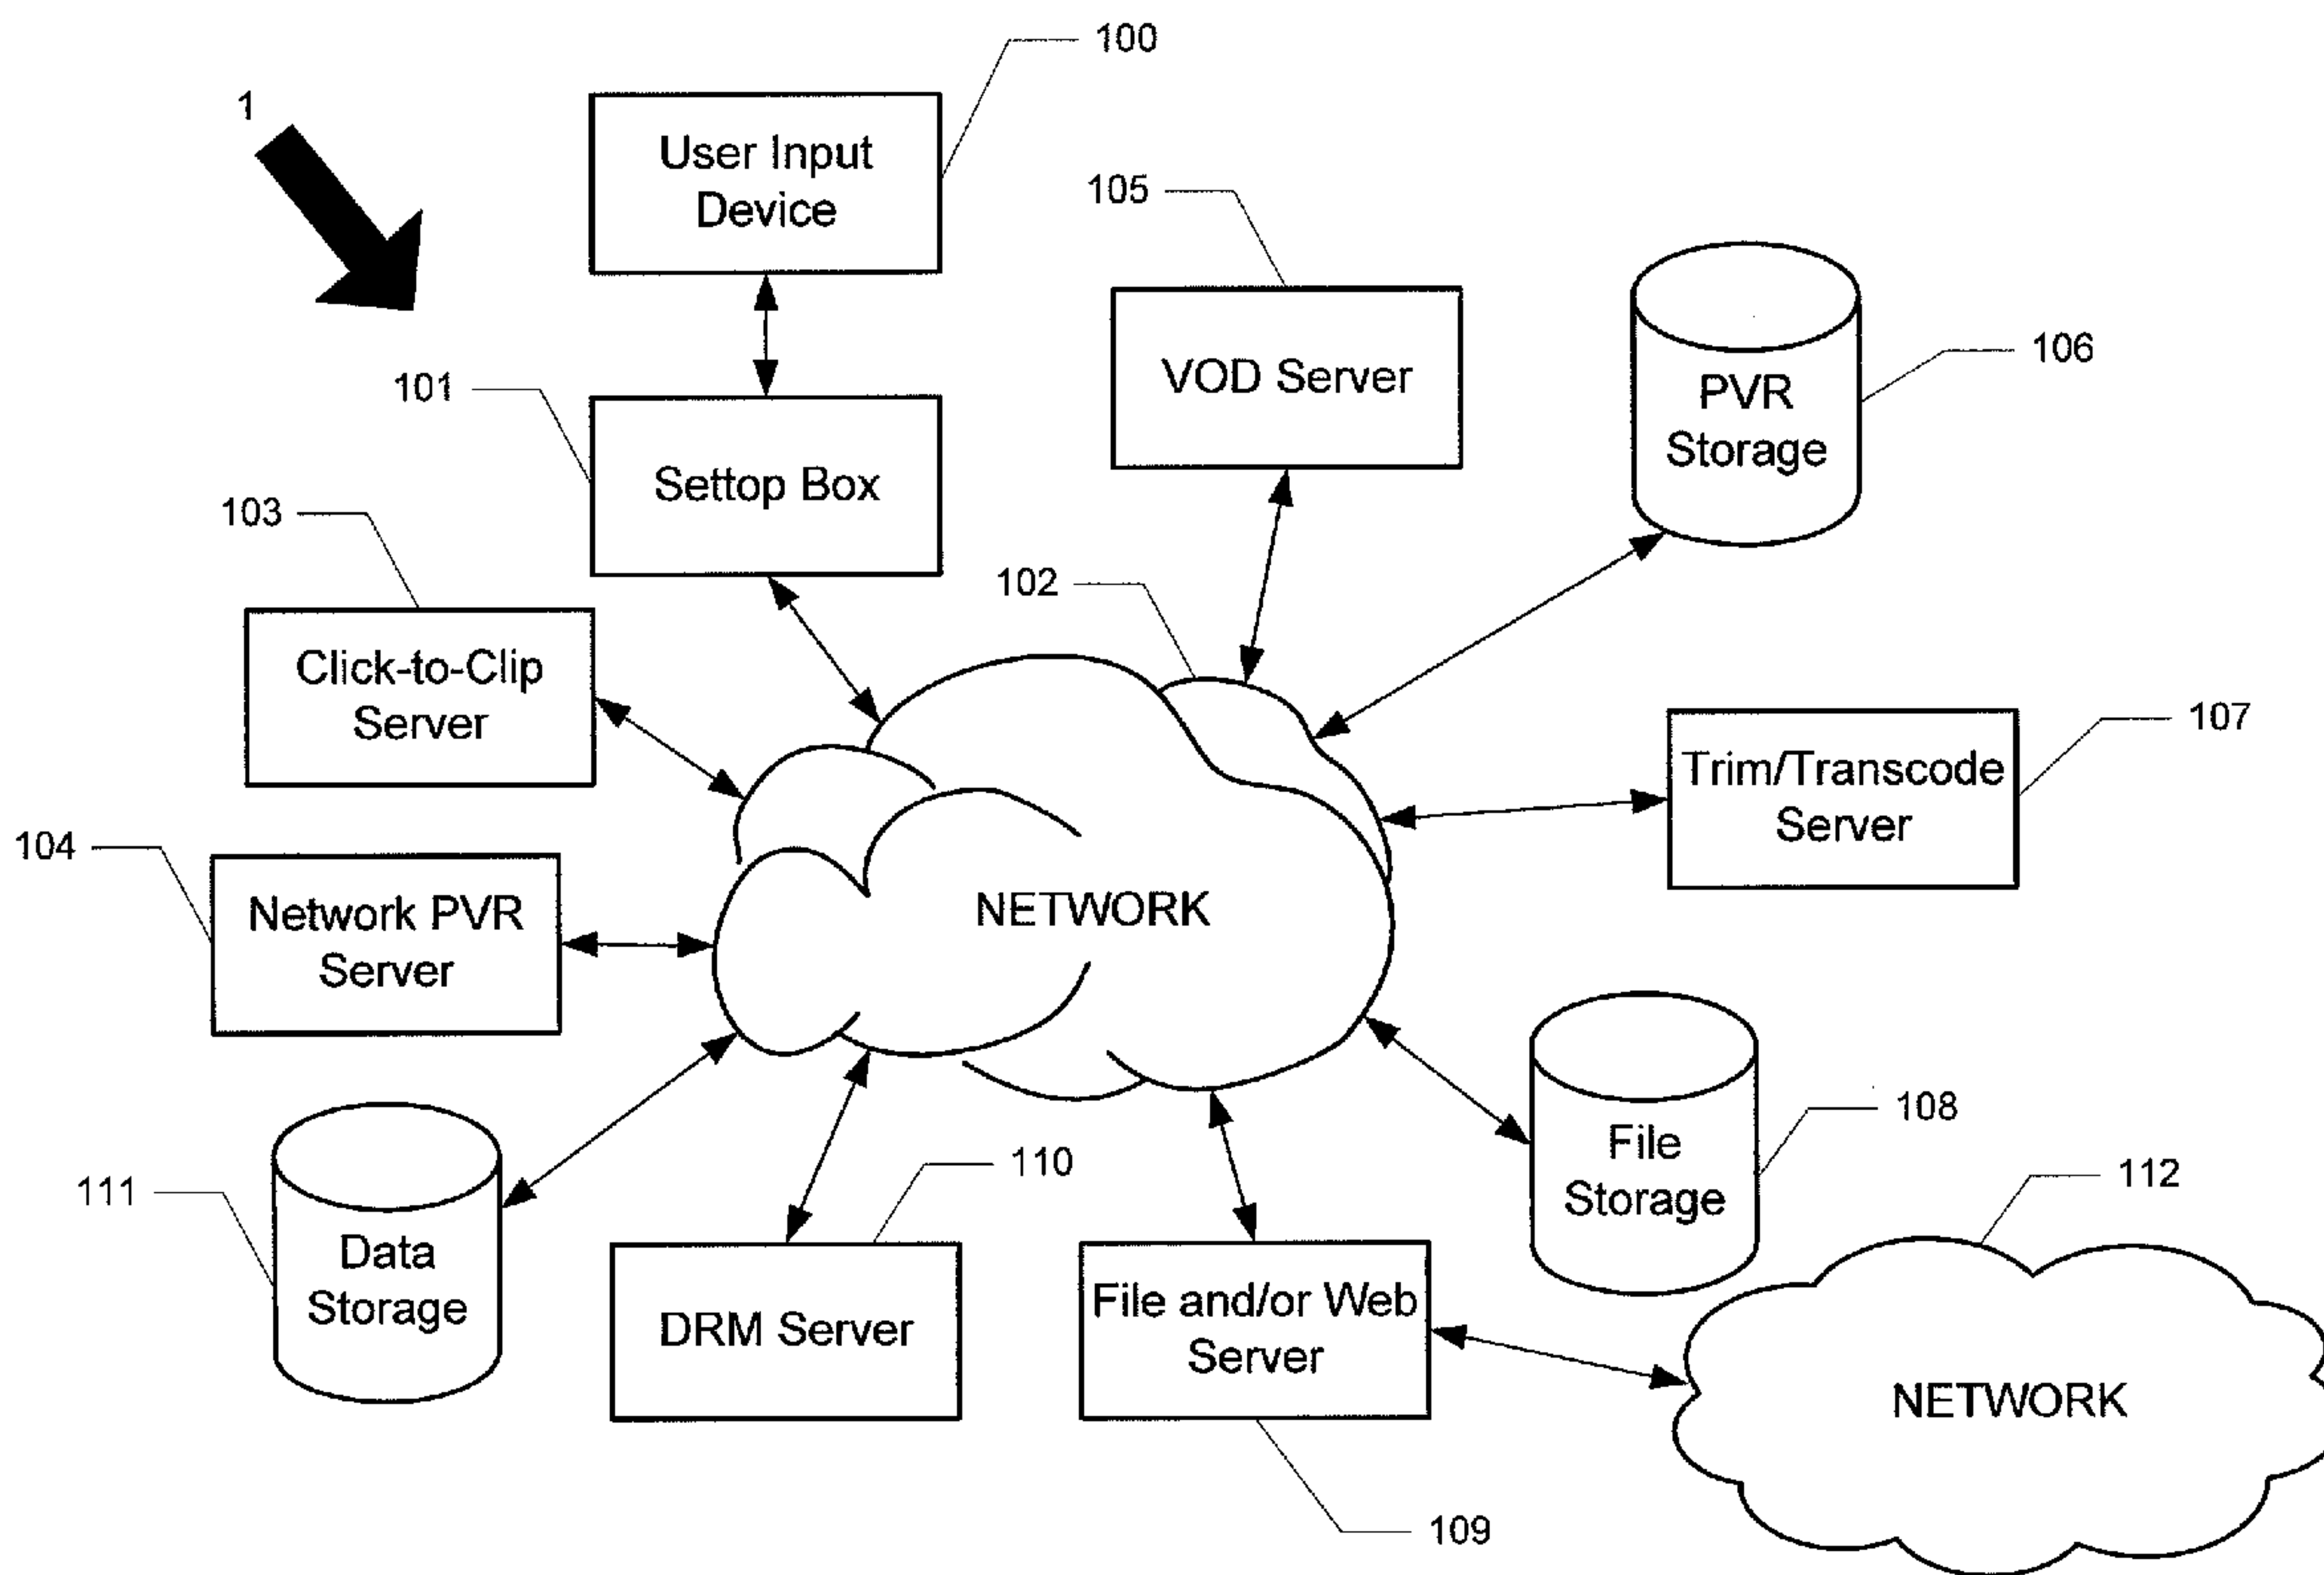 100
1
User Input
Device
105
VOD Server
106
PVR
Storage
101
Settop Box
103
102
Click-to-Clip
Server
107
Trim/Transcode
Server
104
Network PVR
Server
NETWORK
108
File
Storage
110
112
111
Data
Storage
DRM Server
File and/or Web
Server
NETWORK
109